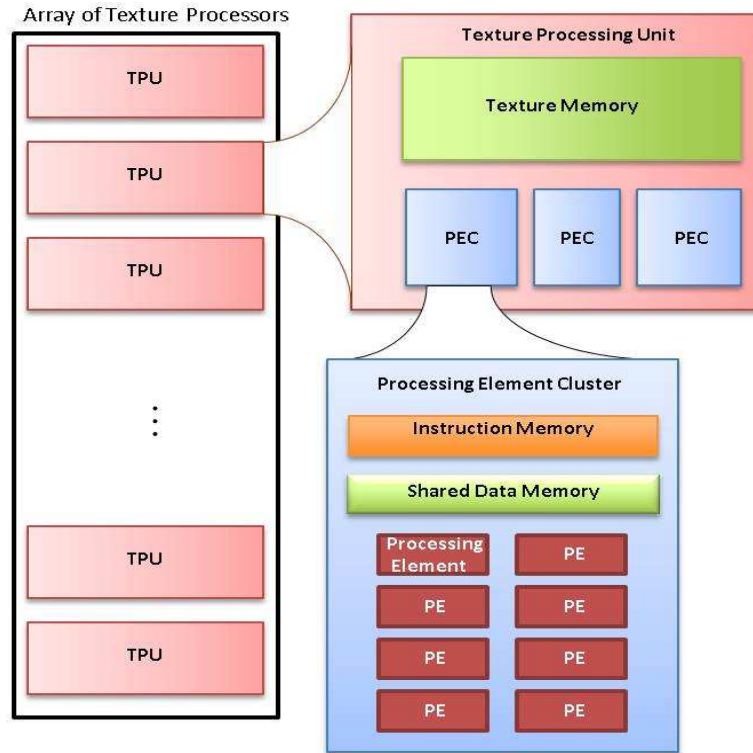 Array of Texture Processors
TPU
TPU
TPU
...
TPU
TPU
Texture Processing Unit
Texture Memory
PEC
PEC
PEC
Processing Element Cluster
Instruction Memory
Shared Data Memory
Processing
Element
PE
PE
PE
PE
PE
PE
PE